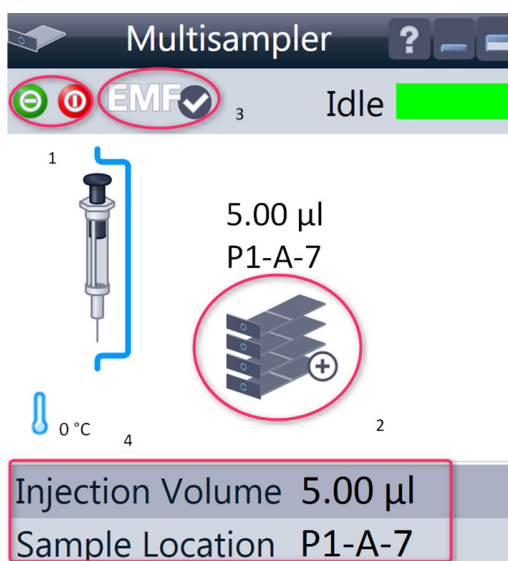 Multisampler ?
EMF 3 Idle
1
5.00 µl
P1-A-7
0 °C 4 2
Injection Volume 5.00 µl
Sample Location P1-A-7